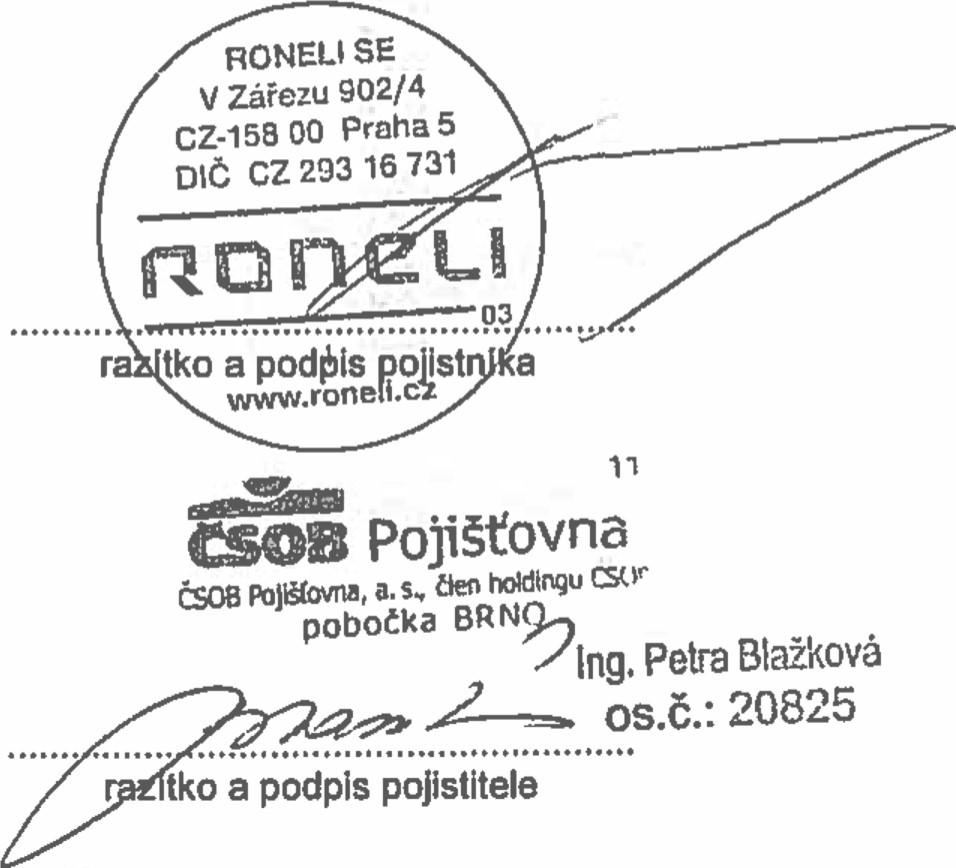 RONELI SE
V Zářezu 902/4
CZ-158 00 Praha 5
DIČ CZ 293 16 731
RONELI
03
razítko a podpis pojistníka
www.roneli.cz
11
ČSOB Pojišťovna
ČSOB Pojišťovna, a. s., člen holdingu
pobočka BRNO
Ing. Petra Blažková
os.č.: 20825
razítko a podpis pojistitele